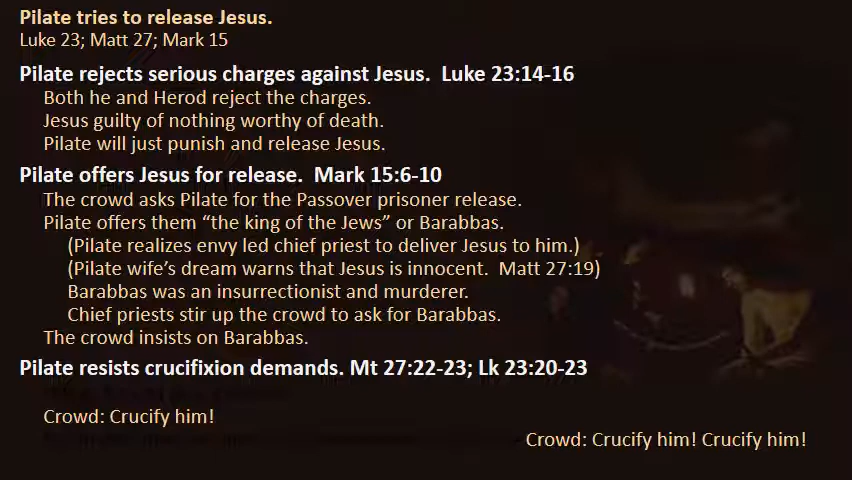 Pilate tries to release Jesus.
Luke 23; Matt 27; Mark 15
Pilate rejects serious charges against Jesus.  Luke 23:14-16
Both he and Herod reject the charges.
Jesus guilty of nothing worthy of death.
Pilate will just punish and release Jesus.
Pilate offers Jesus for release.  Mark 15:6-10
The crowd asks Pilate for the Passover prisoner release.
Pilate offers them “the king of the Jews” or Barabbas.
(Pilate realizes envy led chief priest to deliver Jesus to him.)
(Pilate wife’s dream warns that Jesus is innocent.  Matt 27:19)
Barabbas was an insurrectionist and murderer.
Chief priests stir up the crowd to ask for Barabbas.
The crowd insists on Barabbas.
Pilate resists crucifixion demands. Mt 27:22-23; Lk 23:20-23
Crowd: Crucify him!
Crowd: Crucify him! Crucify him!